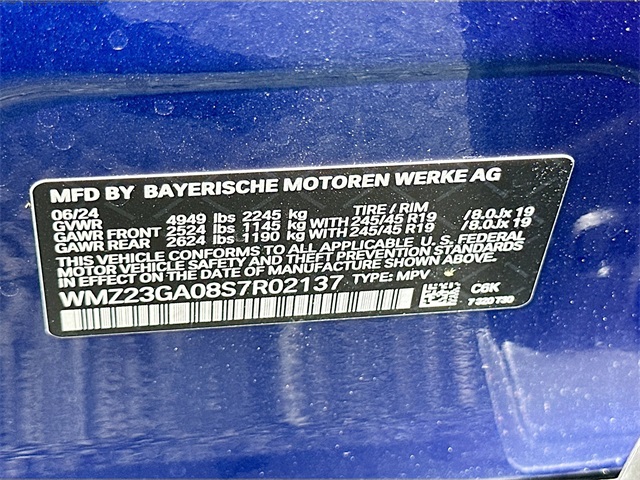 MFD BY BAYERISCHE MOTOREN WERKE AG
06/24 TIRE / RIM
GVWR 4949 lbs 2245 kg
GAWR FRONT 2524 lbs 1145 kg WITH 245/45 R19 /8.0Jx 19
GAWR REAR 2624 lbs 1190 kg WITH 245/45 R19 /8.0Jx 19
THIS VEHICLE CONFORMS TO ALL APPLICABLE U. S. FEDERAL
MOTOR VEHICLE SAFETY AND THEFT PREVENTION STANDARDS
IN EFFECT ON THE DATE OF MANUFACTURE SHOWN ABOVE.
WMZ23GA08S7R02137 TYPE: MPV
C6K
7 320 730